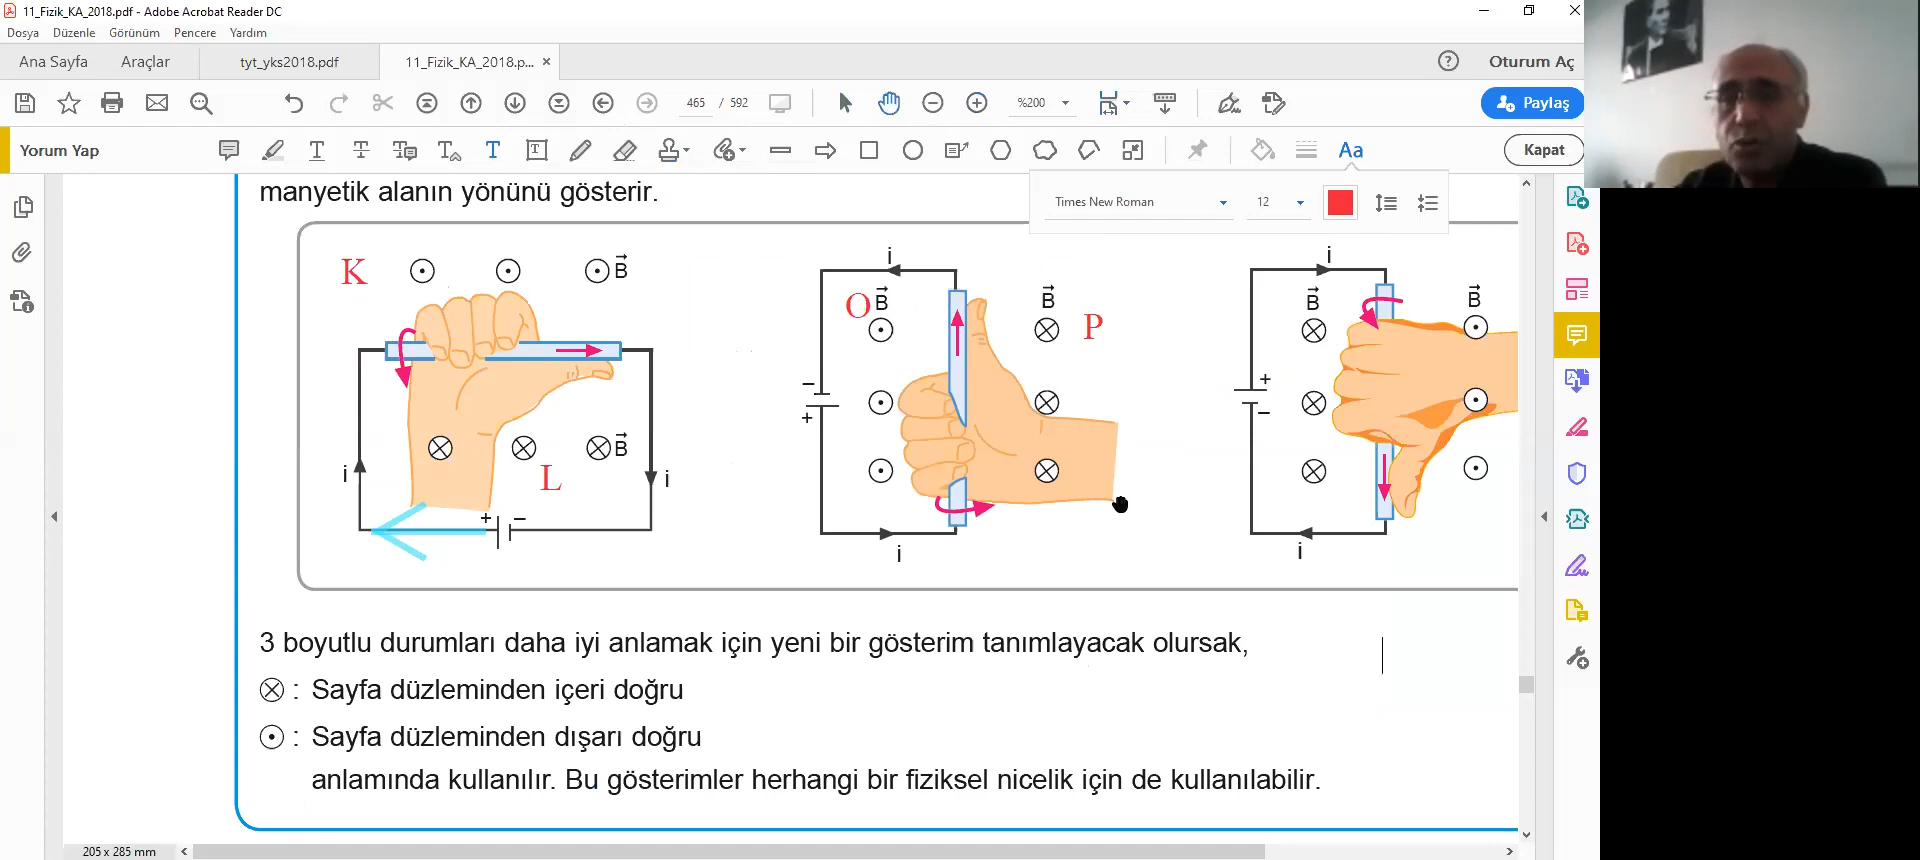 11_Fizik_KA_2018.pdf - Adobe Acrobat Reader DC
Dosya Düzenle Görünüm Pencere Yardım
Ana Sayfa Araçlar tyt_yks2018.pdf 11_Fizik_KA_2018.p... × ? Oturum Aç
465 / 592 %200 Paylaş
Yorum Yap T T T T T T Aa Kapat
manyetik alanın yönünü gösterir.
Times New Roman 12
K B
i O B B P
i B B
i L B i
+ −
− +
i
+ −
i
3 boyutlu durumları daha iyi anlamak için yeni bir gösterim tanımlayacak olursak,
⊗ : Sayfa düzleminden içeri doğru
⊙ : Sayfa düzleminden dışarı doğru
anlamında kullanılır. Bu gösterimler herhangi bir fiziksel nicelik için de kullanılabilir.
205 x 285 mm